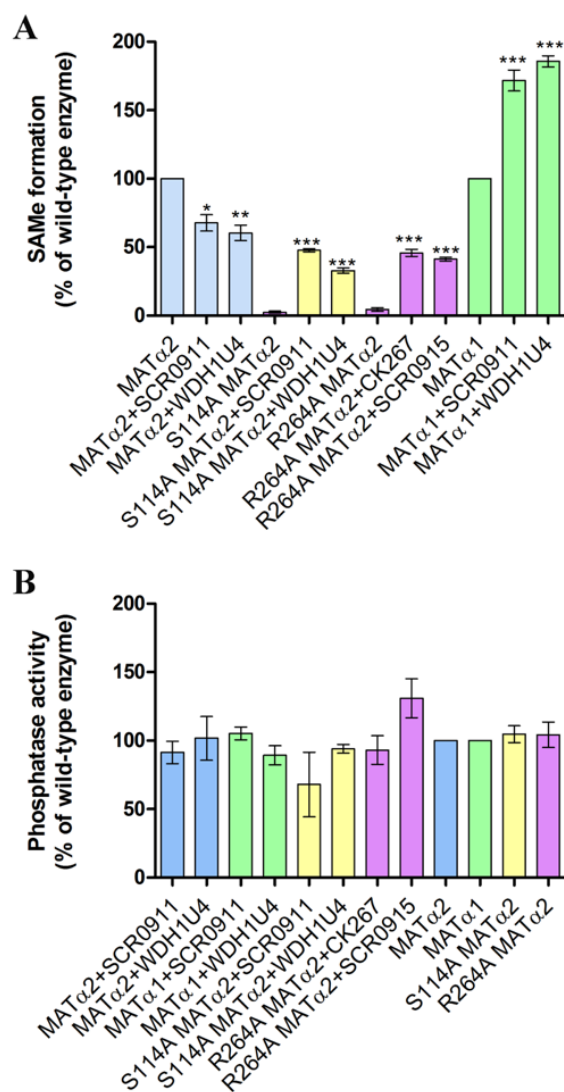 A
SAMe formation
(% of wild-type enzyme)
200
150
100
50
0
*
**
***
***
***
***
***
***
MATα2
MATα2+SCR0911
MATα2+WDH1U4
S114A MATα2
S114A MATα2+SCR0911
S114A MATα2+WDH1U4
R264A MATα2
R264A MATα2+CK267
R264A MATα2+SCR0915
MATα1
MATα1+SCR0911
MATα1+WDH1U4
B
Phosphatase activity
(% of wild-type enzyme)
200
150
100
50
0
MATα2+SCR0911
MATα2+WDH1U4
MATα1+SCR0911
MATα1+WDH1U4
S114A MATα2+SCR0911
S114A MATα2+WDH1U4
R264A MATα2+CK267
R264A MATα2+SCR0915
MATα2
MATα1
S114A MATα2
R264A MATα2